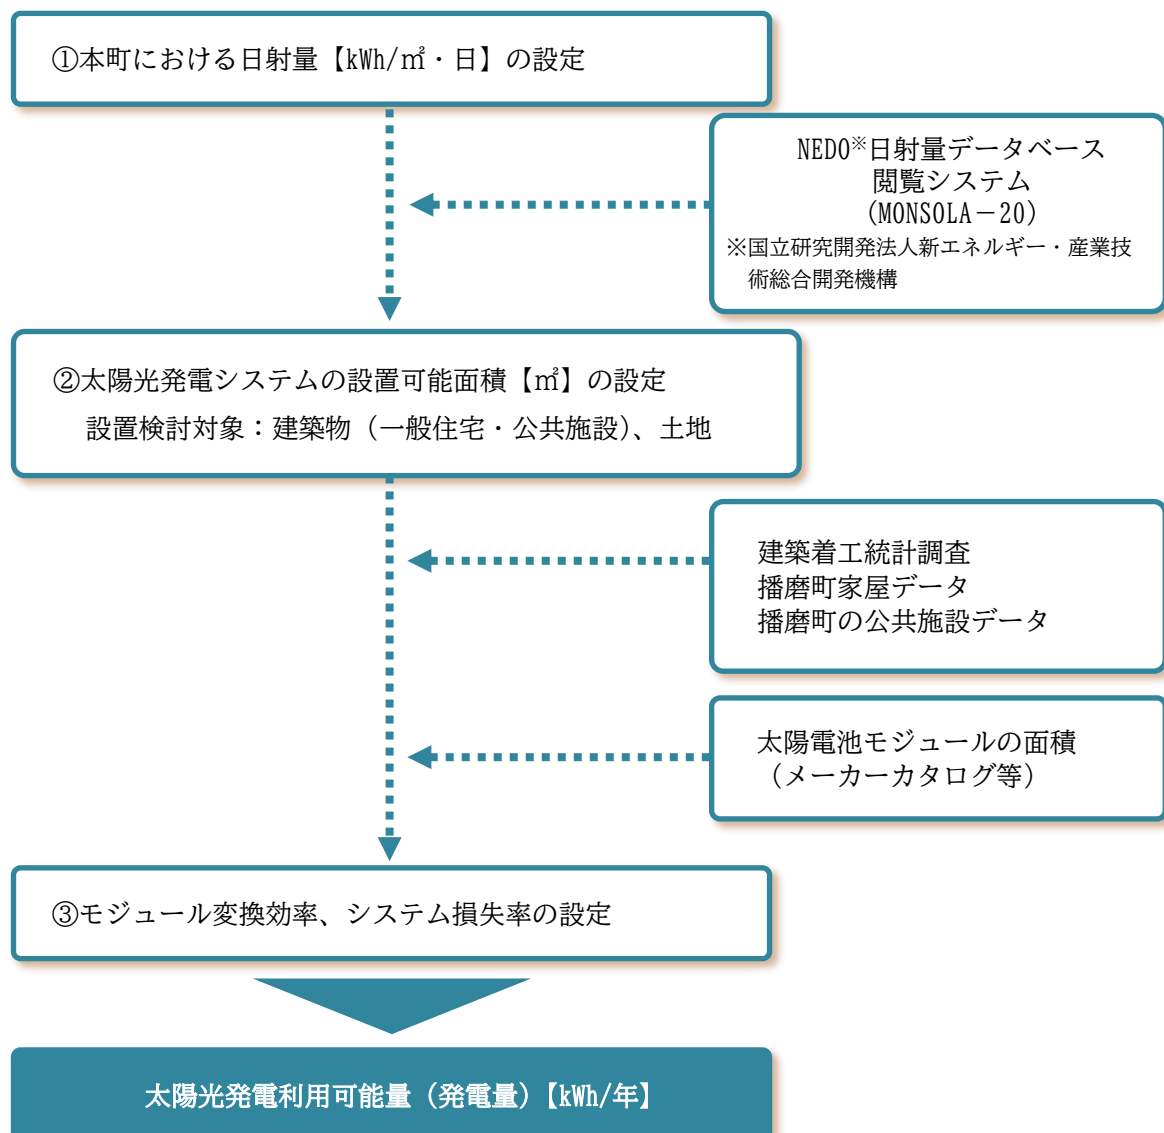 ①本町における日射量【kWh/㎡・日】の設定
NEDO※日射量データベース
閲覧システム
（MONSOLA－20）
※国立研究開発法人新エネルギー・産業技
術総合開発機構
②太陽光発電システムの設置可能面積【㎡】の設定
設置検討対象：建築物（一般住宅・公共施設）、土地
建築着工統計調査
播磨町家屋データ
播磨町の公共施設データ
太陽電池モジュールの面積
（メーカーカタログ等）
③モジュール変換効率、システム損失率の設定
太陽光発電利用可能量（発電量）【kWh/年】